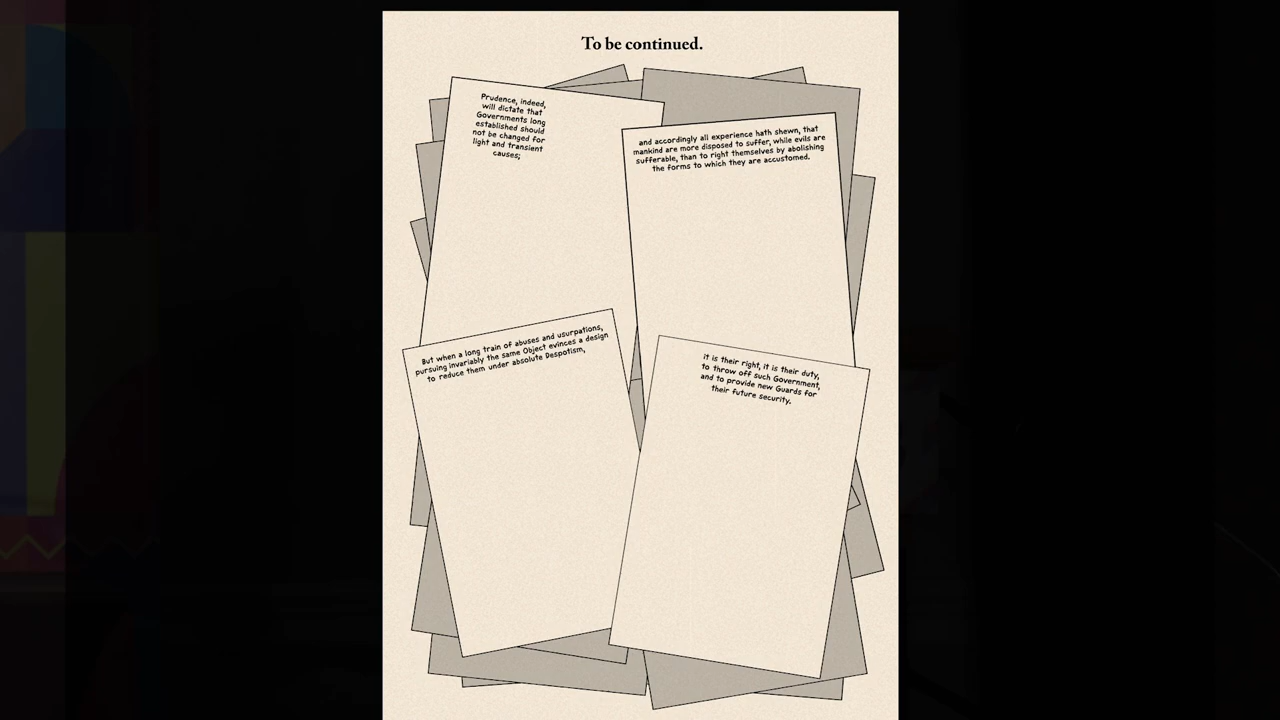 To be continued.
Prudence, indeed,
will dictate that
Governments long
established should
not be changed for
light and transient
causes;
and accordingly all experience hath shewn, that
mankind are more disposed to suffer, while evils are
sufferable, than to right themselves by abolishing
the forms to which they are accustomed.
But when a long train of abuses and usurpations,
pursuing invariably the same Object evinces a design
to reduce them under absolute Despotism,
it is their right, it is their duty,
to throw off such Government,
and to provide new Guards for
their future security.